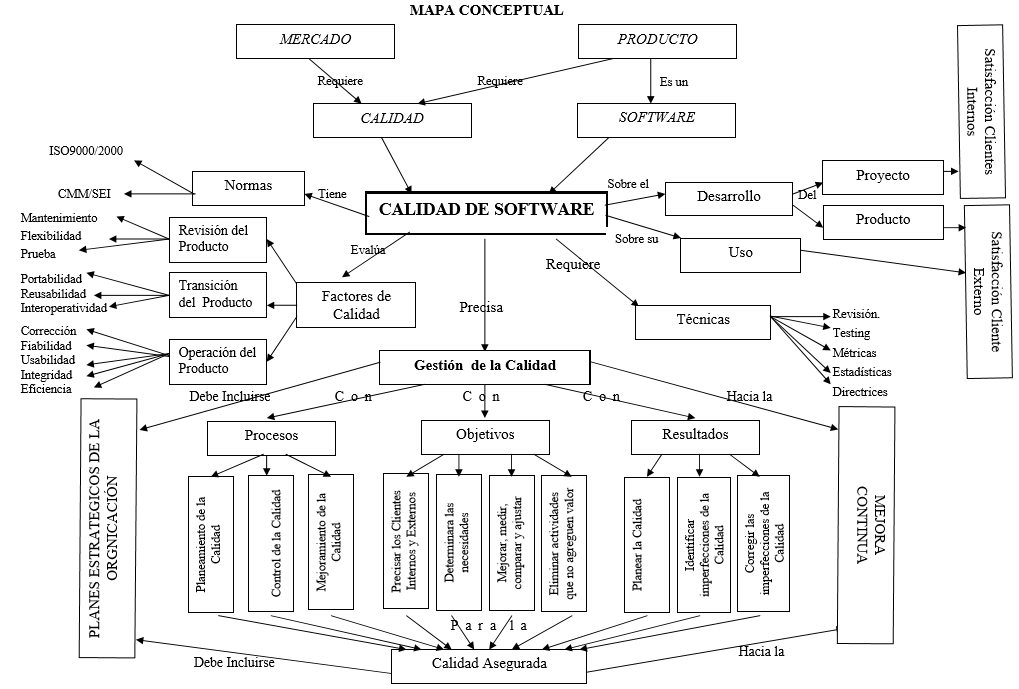 MAPA CONCEPTUAL
MERCADO
PRODUCTO
Requiere
Requiere
Es un
CALIDAD
SOFTWARE
Satisfacción Clientes
Internos
ISO9000/2000
CMM/SEI
Normas
Tiene
CALIDAD DE SOFTWARE
Sobre el
Desarrollo
Del
Proyecto
Producto
Sobre su
Uso
Satisfacción Cliente
Externo
Mantenimiento
Flexibilidad
Prueba
Revisión del
Producto
Evalúa
Requiere
Portabilidad
Reusabilidad
Interoperatividad
Transición
del Producto
Factores de
Calidad
Precisa
Técnicas
Revisión.
Testing
Métricas
Estadísticas
Directrices
Corrección
Fiabilidad
Usabilidad
Integridad
Eficiencia
Operación del
Producto
Gestión de la Calidad
Debe Incluirse
C o n
C o n
C o n
Hacia la
PLANES ESTRATEGICOS DE LA
ORGNICACIÓN
Procesos
Objetivos
Resultados
MEJORA
CONTINUA
Planeamiento de la
Calidad
Control de la Calidad
Mejoramiento de la
Calidad
Precisar los Clientes
Internos y Externos
Determinara las
necesidades
Mejorar, medir,
comparar y ajustar
Eliminar actividades
que no agreguen valor
Planear la Calidad
Identificar
imperfecciones de la
Calidad
Corregir las
imperfecciones de la
Calidad
P a r a l a
Debe Incluirse
Calidad Asegurada
Hacia la